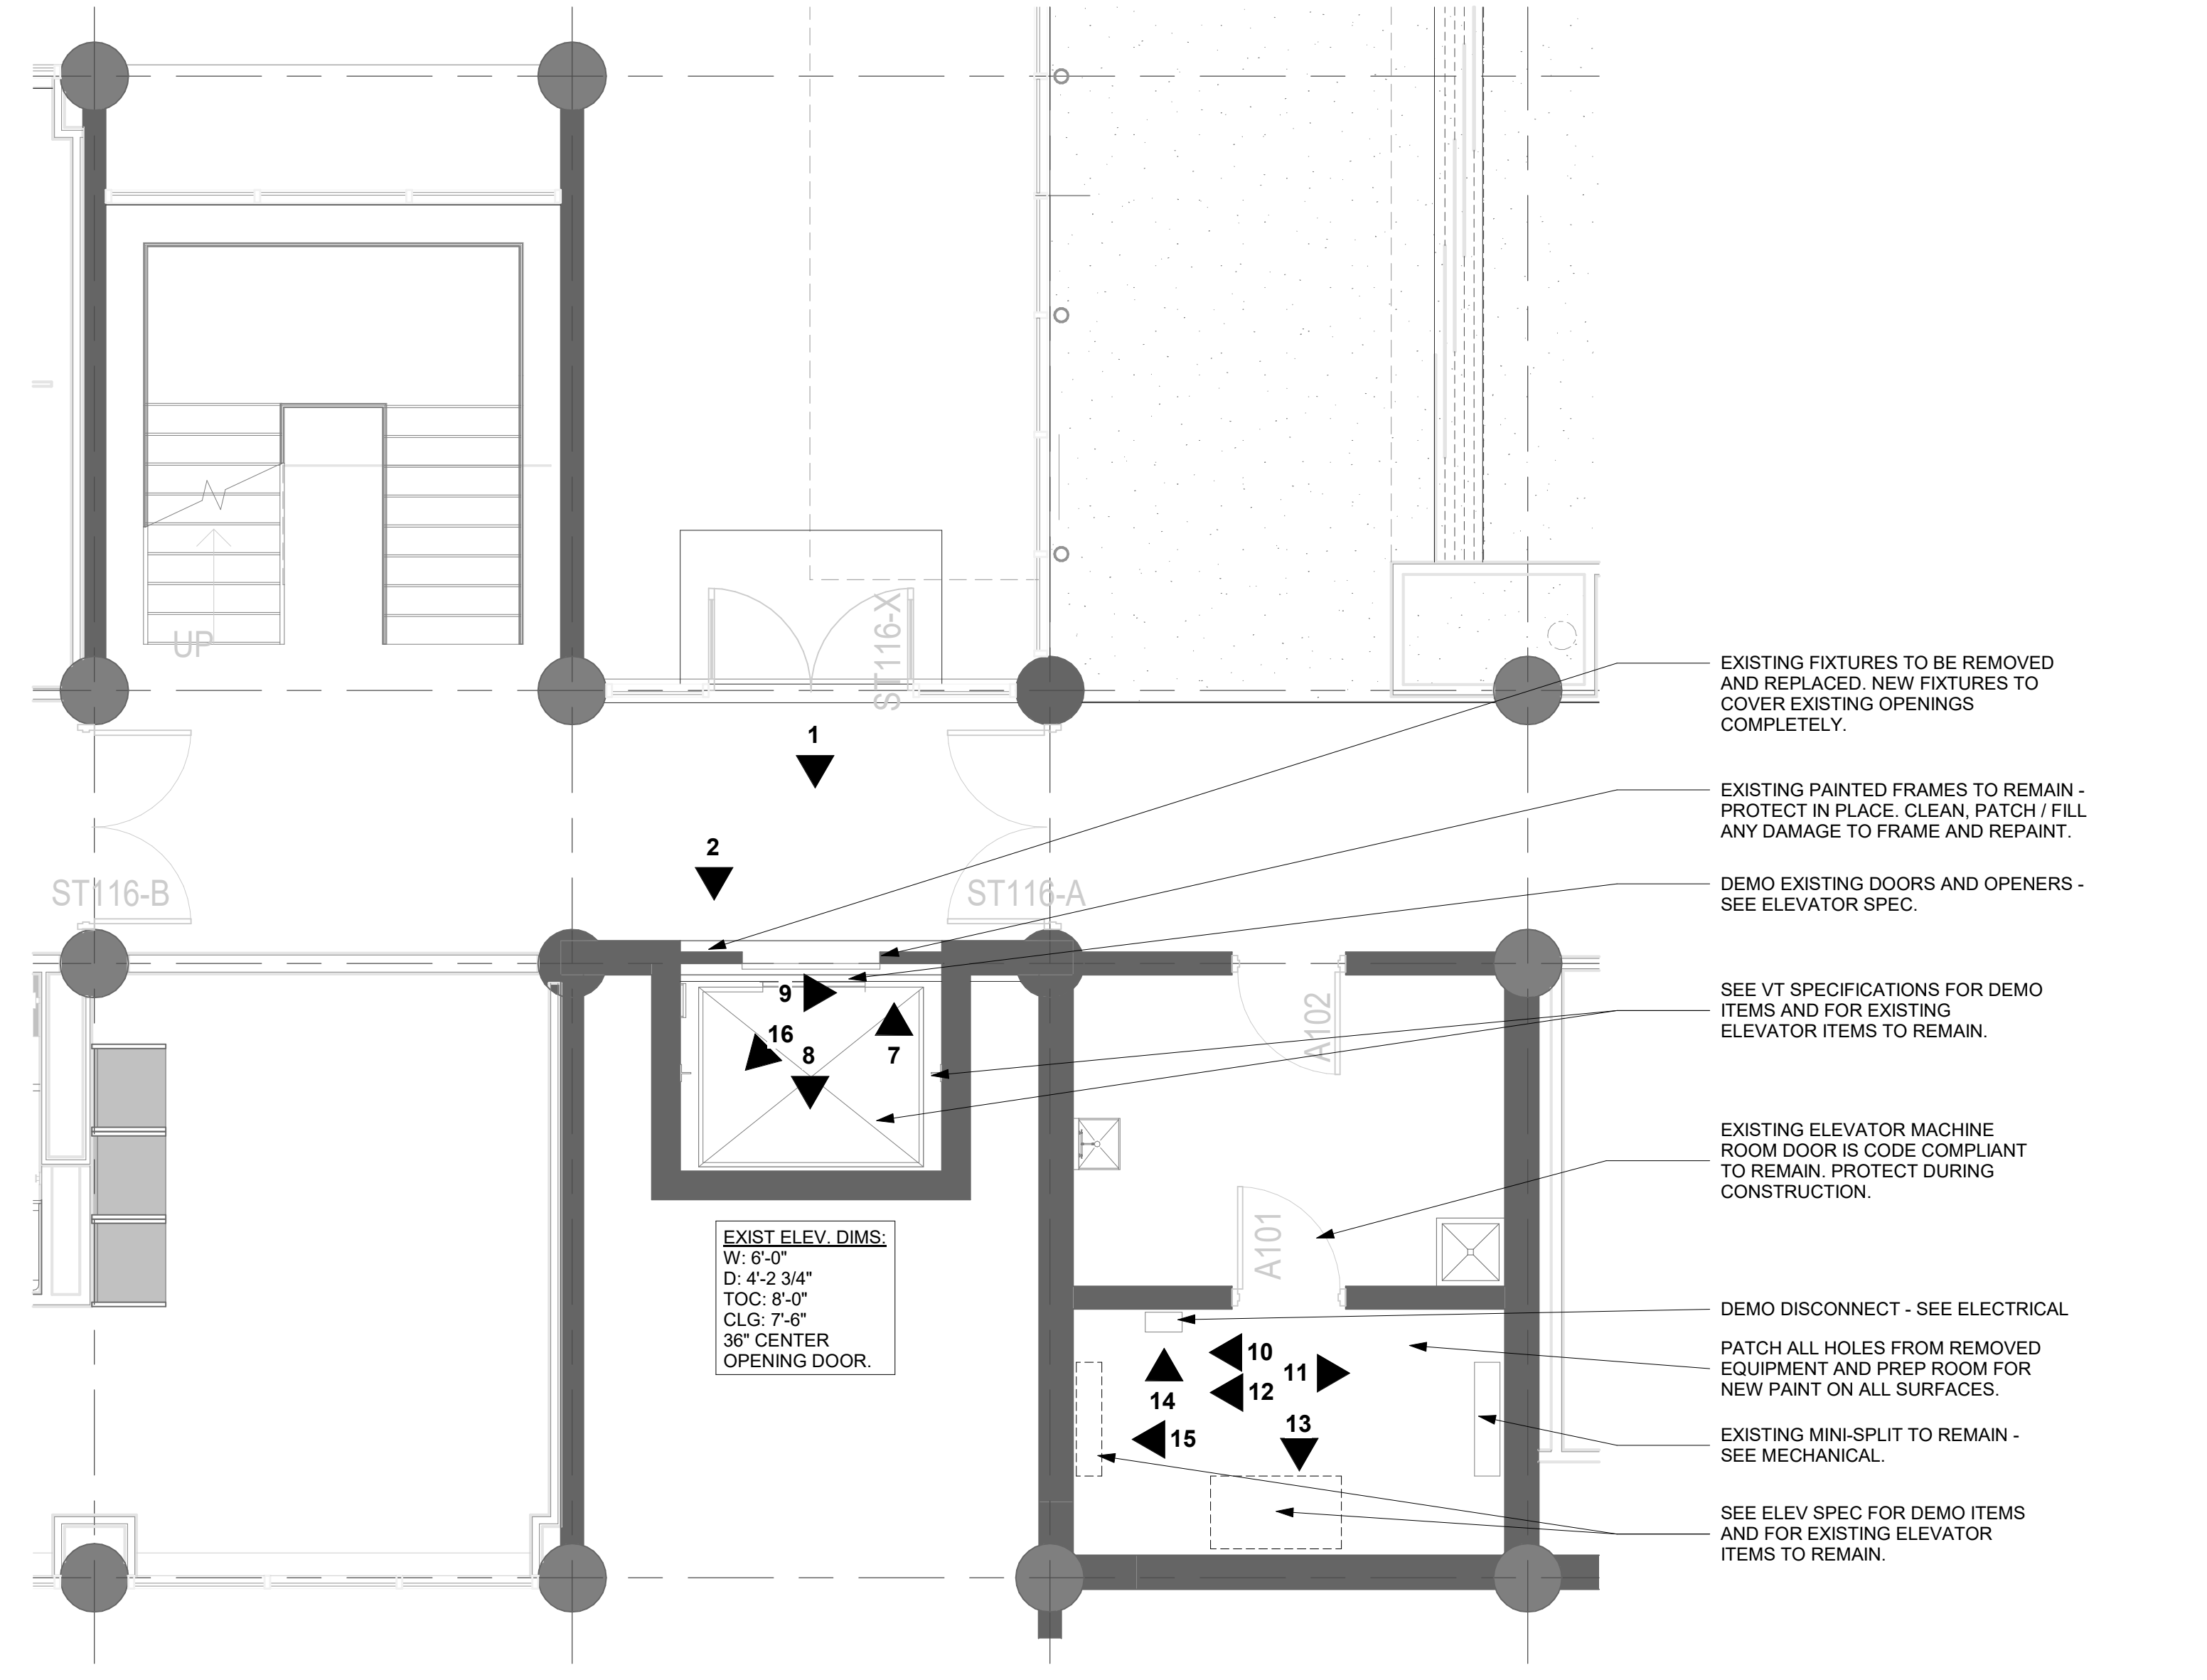 UP
ST116-X
EXISTING FIXTURES TO BE REMOVED
AND REPLACED. NEW FIXTURES TO
COVER EXISTING OPENINGS
COMPLETELY.
1
EXISTING PAINTED FRAMES TO REMAIN -
PROTECT IN PLACE. CLEAN, PATCH / FILL
ANY DAMAGE TO FRAME AND REPAINT.
2
ST116-B
ST116-A
DEMO EXISTING DOORS AND OPENERS -
SEE ELEVATOR SPEC.
9
16
8
7
A102
SEE VT SPECIFICATIONS FOR DEMO
ITEMS AND FOR EXISTING
ELEVATOR ITEMS TO REMAIN.
EXISTING ELEVATOR MACHINE
ROOM DOOR IS CODE COMPLIANT
TO REMAIN. PROTECT DURING
CONSTRUCTION.
A101
EXIST ELEV. DIMS:
W: 6'-0"
D: 4'-2 3/4"
TOC: 8'-0"
CLG: 7'-6"
36" CENTER
OPENING DOOR.
DEMO DISCONNECT - SEE ELECTRICAL
10
11
12
14
13
15
PATCH ALL HOLES FROM REMOVED
EQUIPMENT AND PREP ROOM FOR
NEW PAINT ON ALL SURFACES.
EXISTING MINI-SPLIT TO REMAIN -
SEE MECHANICAL.
SEE ELEV SPEC FOR DEMO ITEMS
AND FOR EXISTING ELEVATOR
ITEMS TO REMAIN.